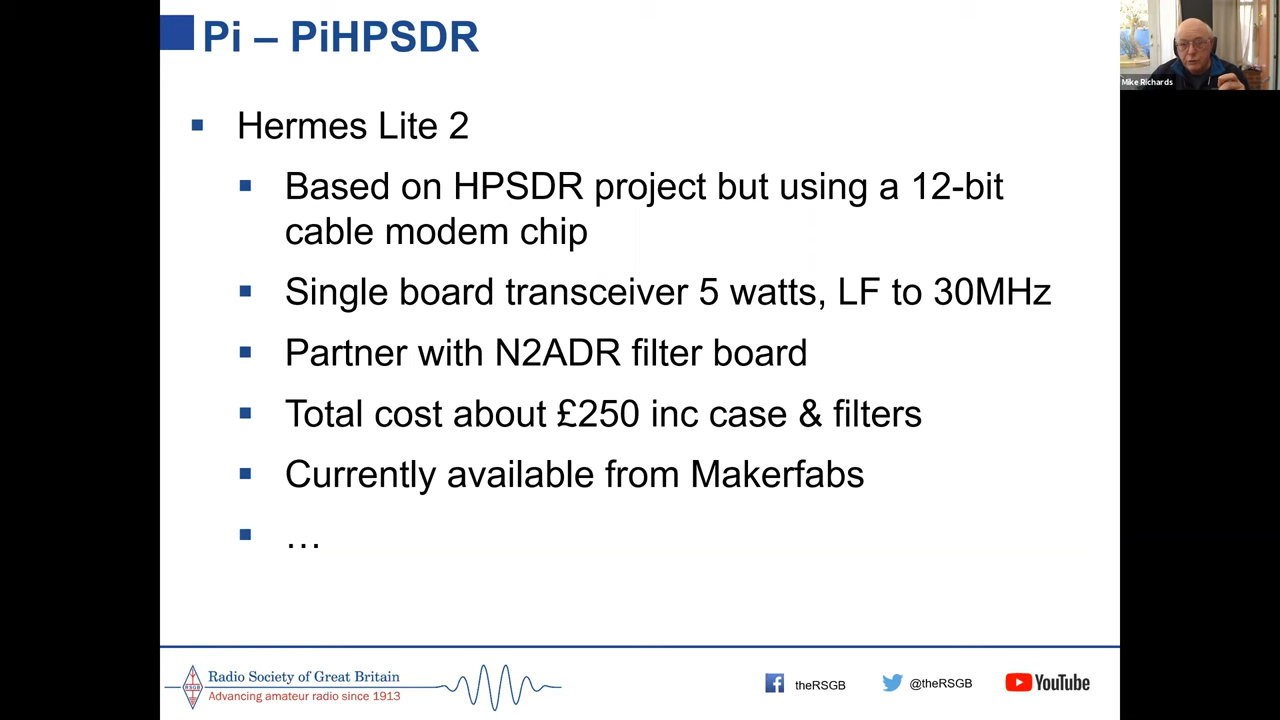 Pi – PiHPSDR
Mike Richards
▪ Hermes Lite 2
▪ Based on HPSDR project but using a 12-bit
cable modem chip
▪ Single board transceiver 5 watts, LF to 30MHz
▪ Partner with N2ADR filter board
▪ Total cost about £250 inc case & filters
▪ Currently available from Makerfabs
▪ …
RSGB
Radio Society of Great Britain
Advancing amateur radio since 1913
theRSGB
@theRSGB
YouTube